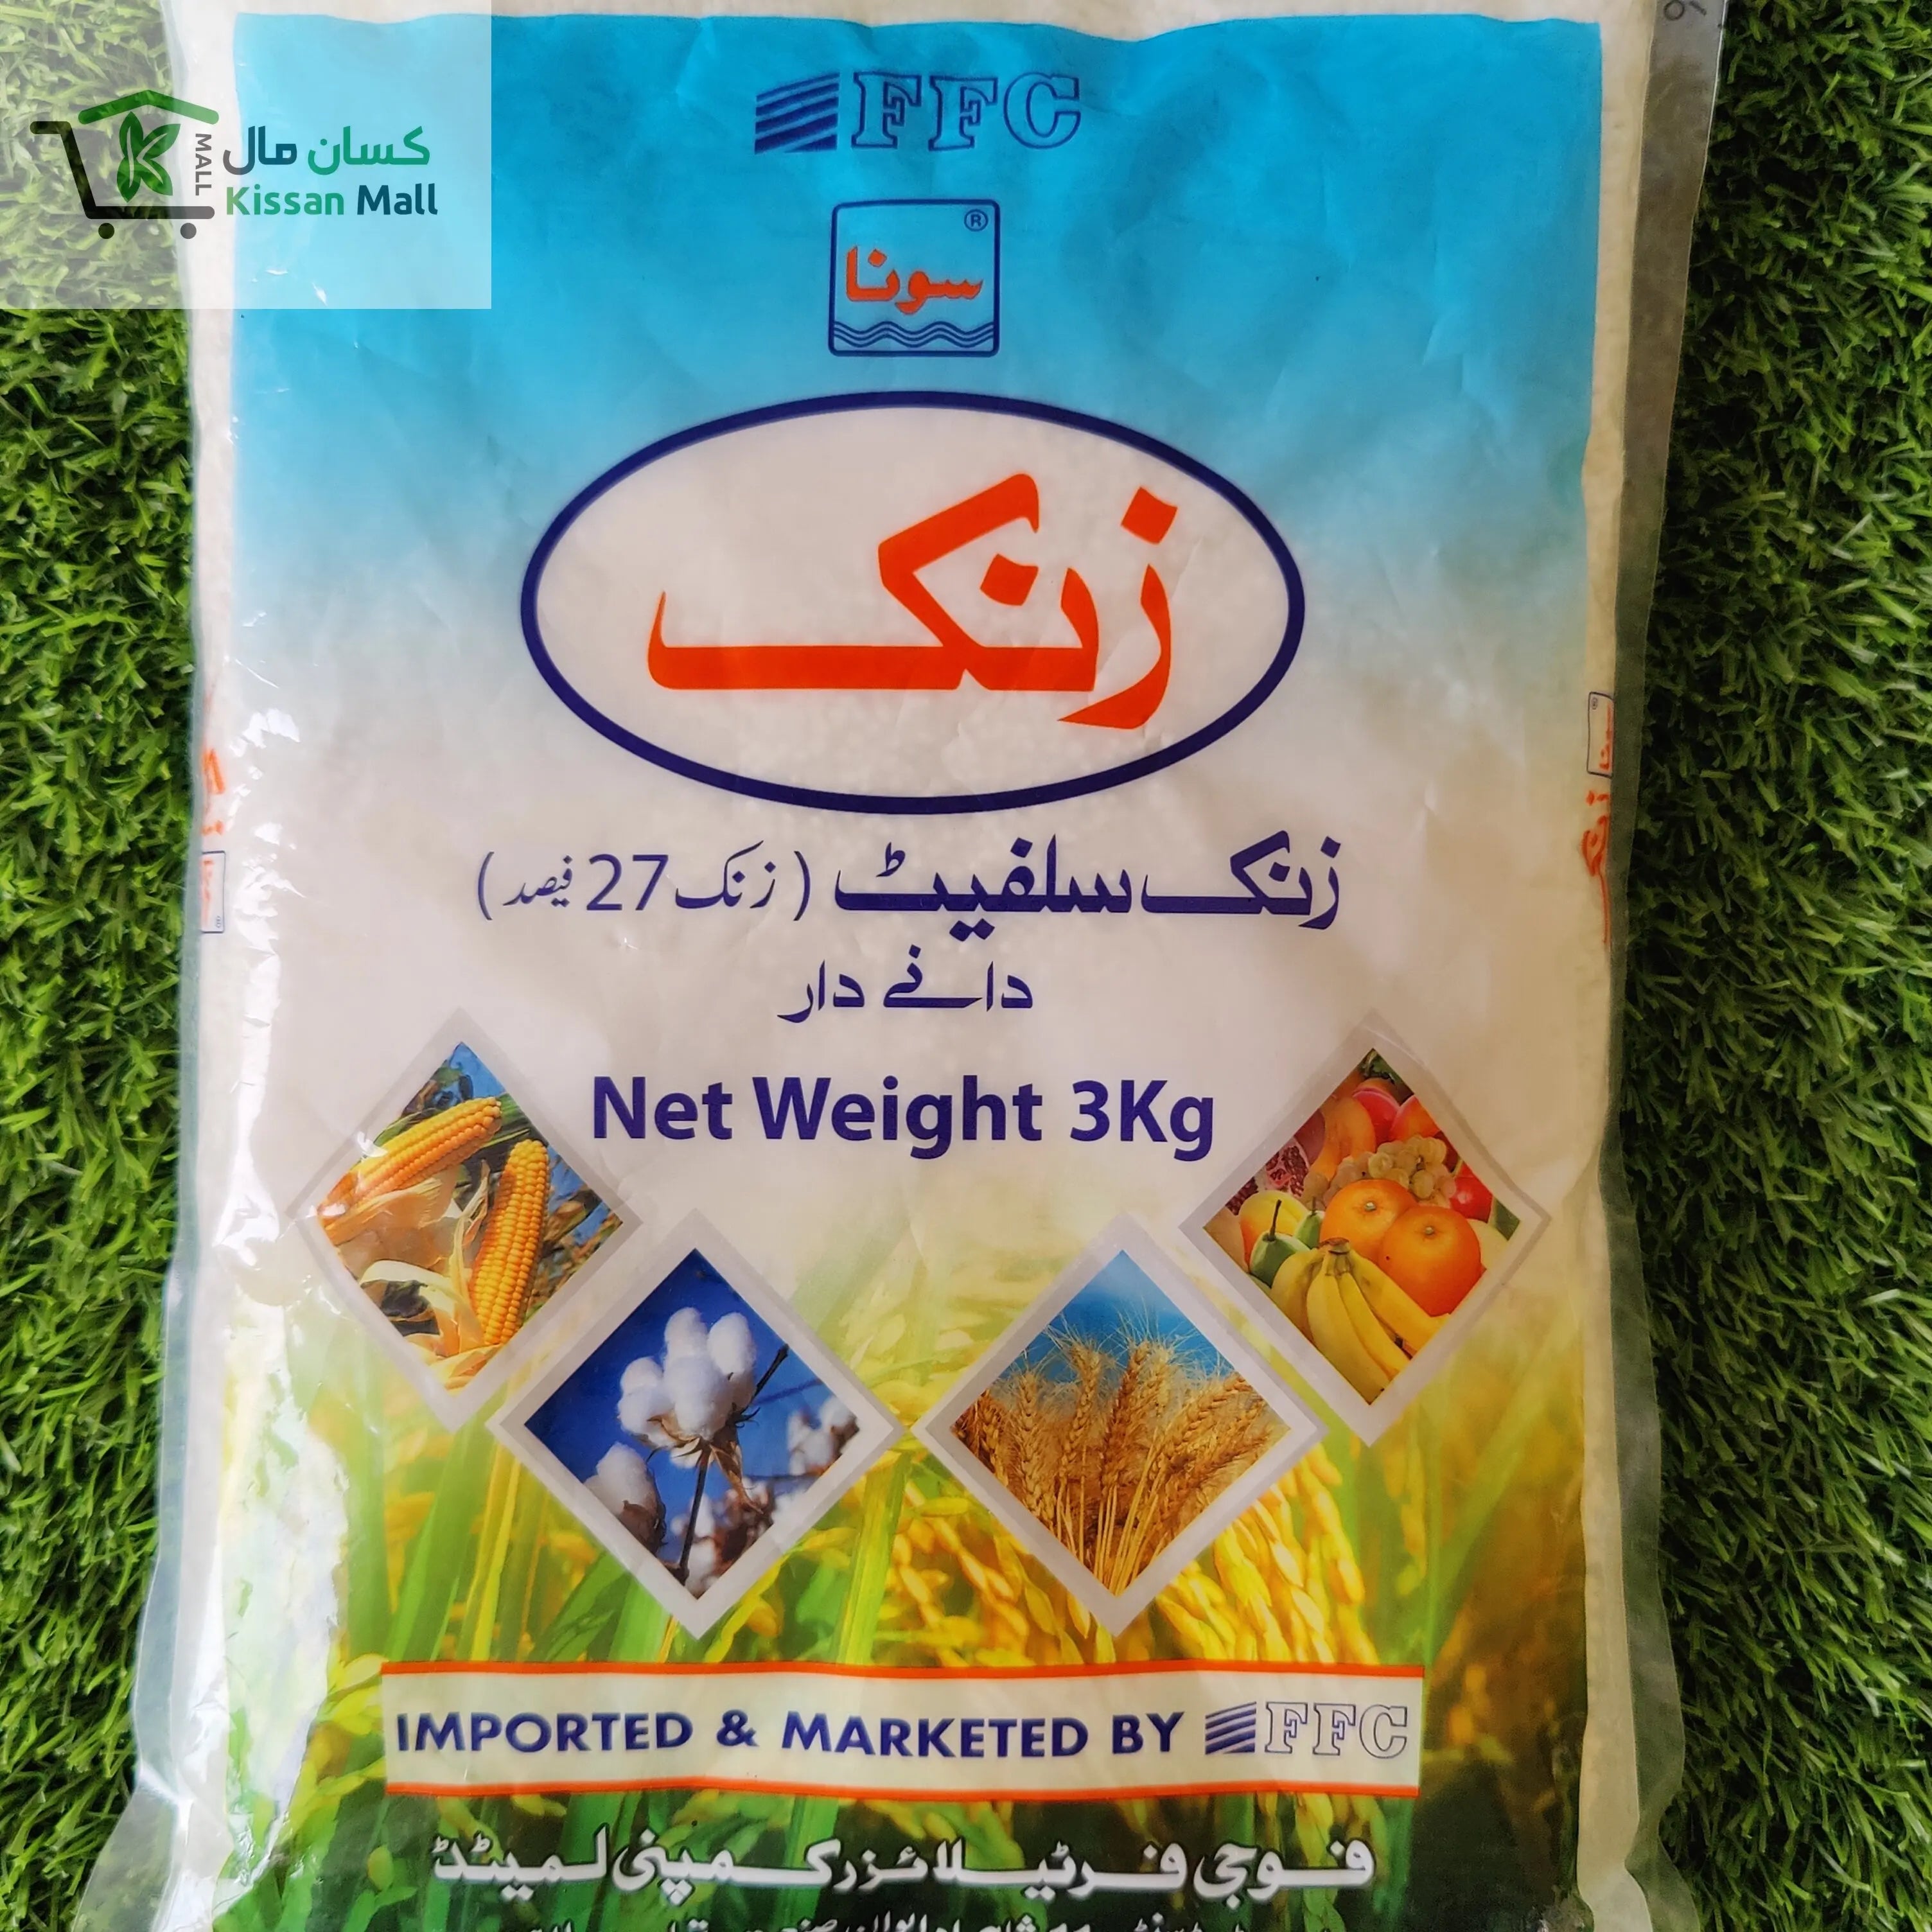 کسان مال
Kissan Mall
MALL
FFC
سونا ®
زنک
زنک سلفیٹ (زنک 27 فیصد)
دانے دار
Net Weight 3Kg
IMPORTED & MARKETED BY FFC
فوجی فرٹیلائزر کمپنی لمیٹڈ